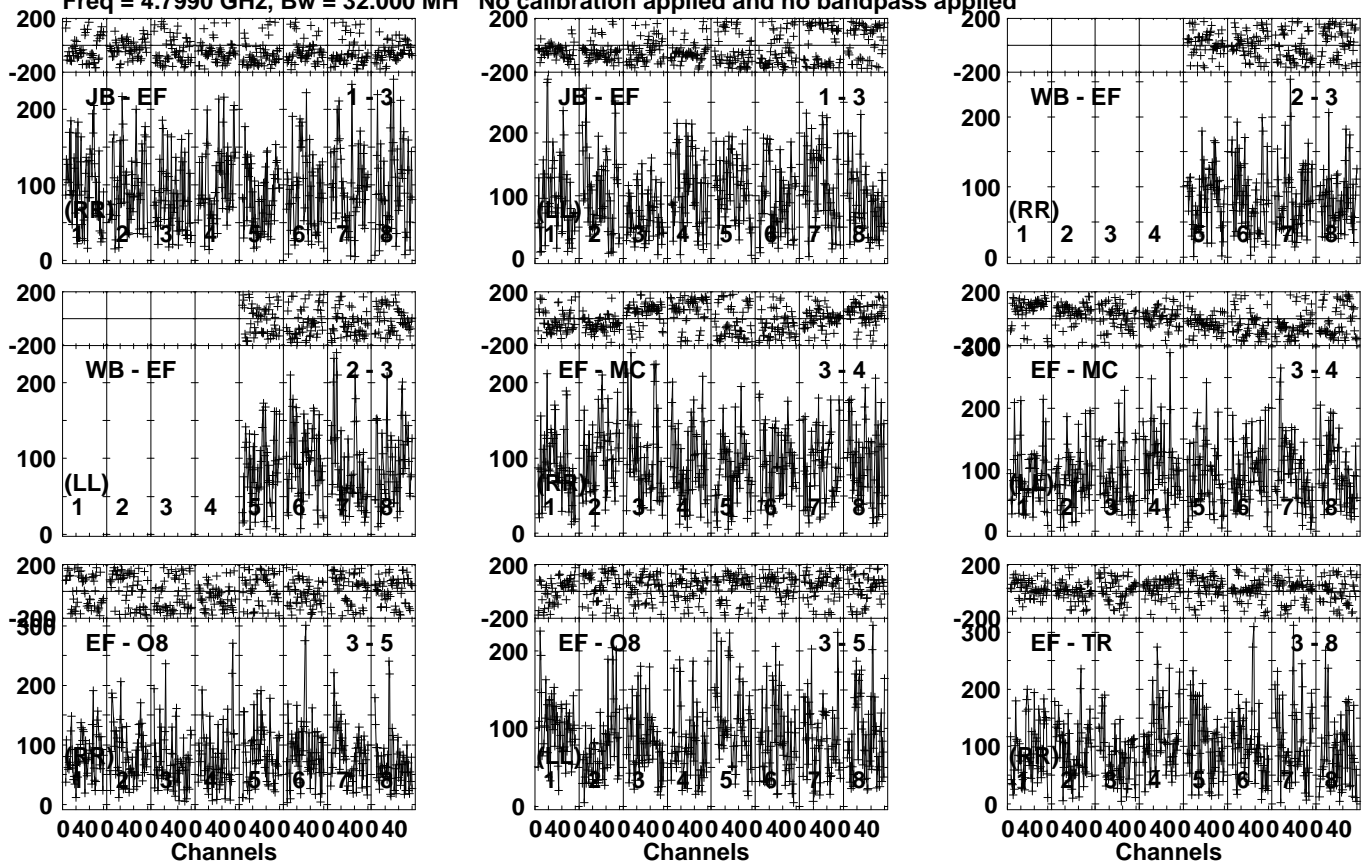 Freq = 4.7990 GHz, Bw = 32.000 MH No calibration applied and no bandpass applied
200 200 200
-200 -200 -200
JB - EF 1 - 3 JB - EF 1 - 3 WB - EF 2 - 3
200 200 200
100 100 100
(RR) (LL) (RR)
1 2 3 4 5 6 7 8 1 2 3 4 5 6 7 8 1 2 3 4 5 6 7 8
0 0 0
200 200 200
-200 -200 -200
300
WB - EF 2 - 3 EF - MC 3 - 4 EF - MC 3 - 4
200 200 200
100 100 100
(LL) (RR) (LL)
1 2 3 4 5 6 7 8 1 2 3 4 5 6 7 8 1 2 3 4 5 6 7 8
0 0 0
200 200 200
-200 -200 -200
300 300
EF - O8 3 - 5 EF - O8 3 - 5 EF - TR 3 - 8
200 200 200
100 100 100
(RR) (LL) (RR)
1 2 3 4 5 6 7 8 1 2 3 4 5 6 7 8 1 2 3 4 5 6 7 8
0 0 0
0 40 0 40 0 40 0 40 0 40 0 40 0 40 0 40 0 40 0 40 0 40 0 40 0 40 0 40 0 40 0 40 0 40 0 40 0 40 0 40 0 40 0 40 0 40 0 40
Channels Channels Channels